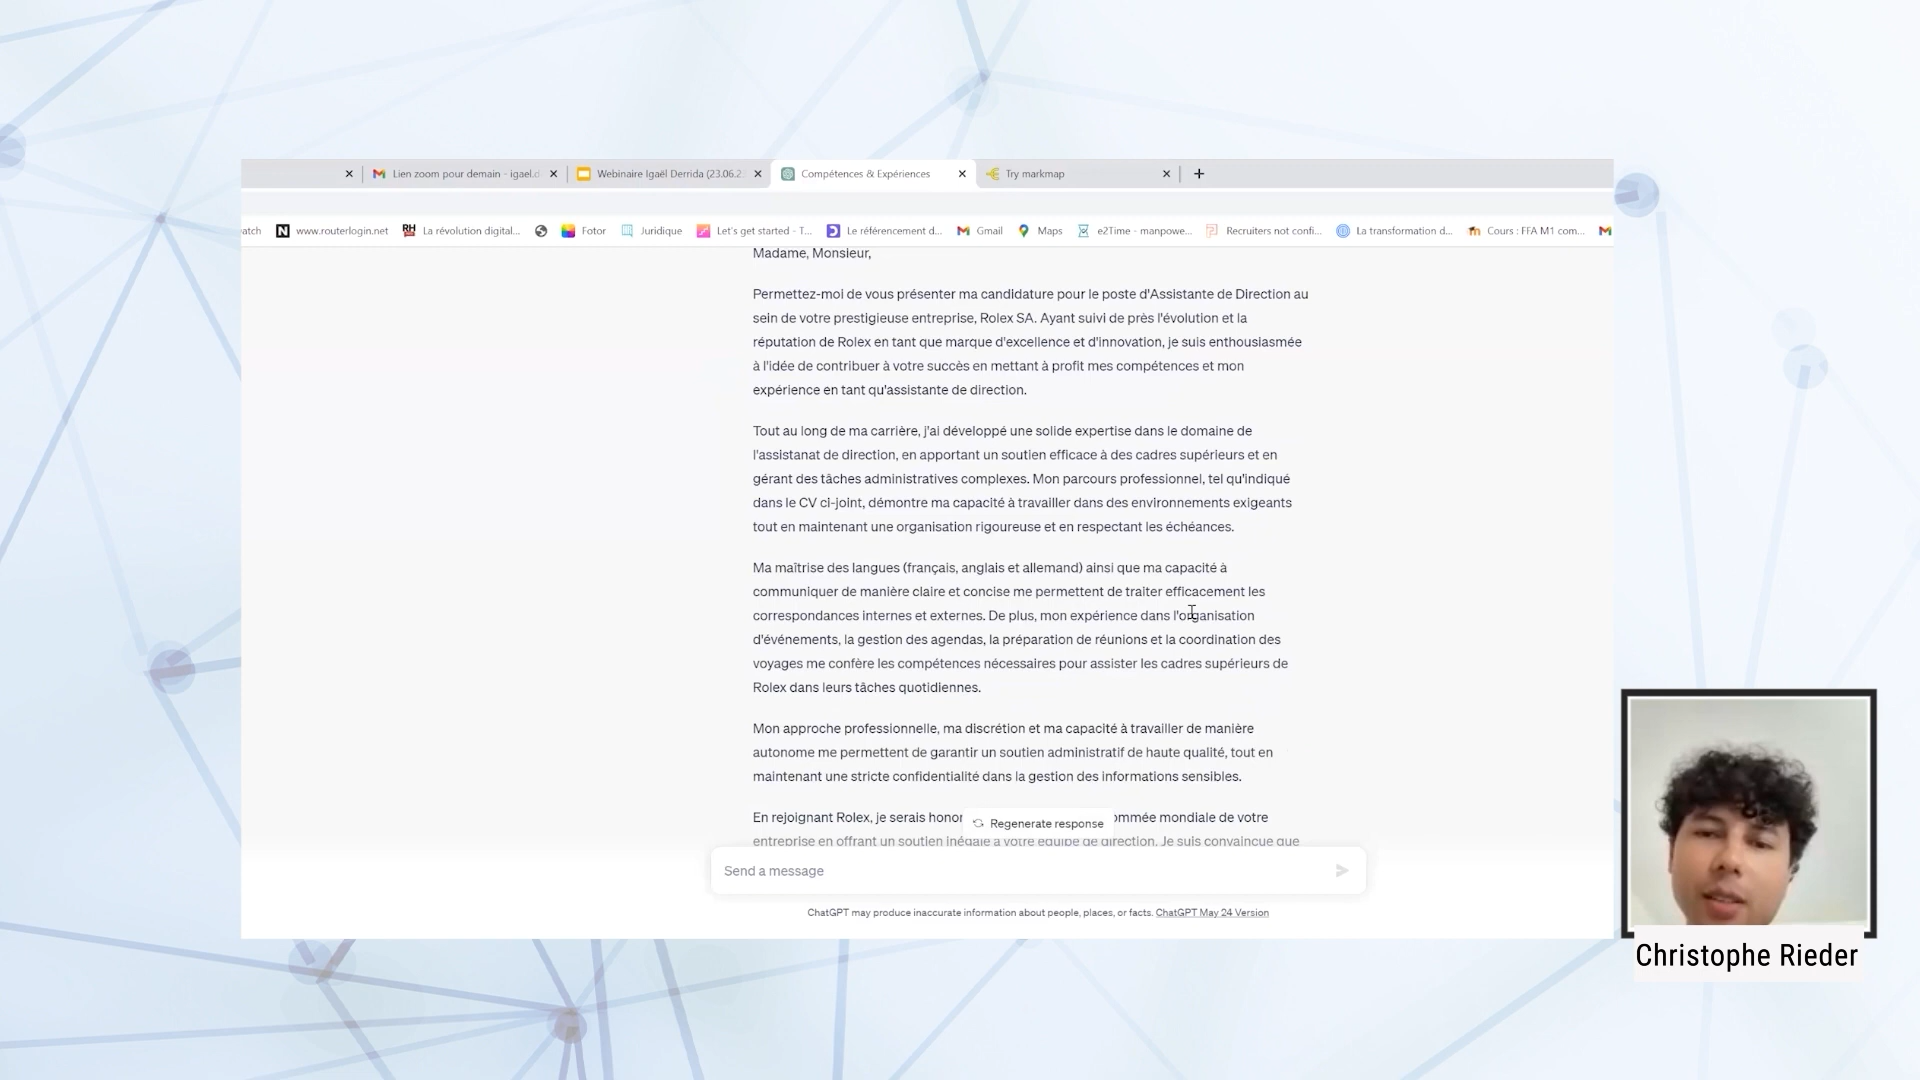 Lien zoom pour demain - igael.d
Webinaire Igaël Derrida (23.06.2
Compétences & Expériences
Try markmap
atch
www.routerlogin.net
La révolution digital...
Fotor
Juridique
Let's get started - T...
Le référencement d...
Gmail
Maps
e2Time - manpowe...
Recruiters not confi...
La transformation d...
Cours : FFA M1 com...
Madame, Monsieur,
Permettez-moi de vous présenter ma candidature pour le poste d'Assistante de Direction au
sein de votre prestigieuse entreprise, Rolex SA. Ayant suivi de près l'évolution et la
réputation de Rolex en tant que marque d'excellence et d'innovation, je suis enthousiasmée
à l'idée de contribuer à votre succès en mettant à profit mes compétences et mon
expérience en tant qu'assistante de direction.
Tout au long de ma carrière, j'ai développé une solide expertise dans le domaine de
l'assistanat de direction, en apportant un soutien efficace à des cadres supérieurs et en
gérant des tâches administratives complexes. Mon parcours professionnel, tel qu'indiqué
dans le CV ci-joint, démontre ma capacité à travailler dans des environnements exigeants
tout en maintenant une organisation rigoureuse et en respectant les échéances.
Ma maîtrise des langues (français, anglais et allemand) ainsi que ma capacité à
communiquer de manière claire et concise me permettent de traiter efficacement les
correspondances internes et externes. De plus, mon expérience dans l'organisation
d'événements, la gestion des agendas, la préparation de réunions et la coordination des
voyages me confère les compétences nécessaires pour assister les cadres supérieurs de
Rolex dans leurs tâches quotidiennes.
Mon approche professionnelle, ma discrétion et ma capacité à travailler de manière
autonome me permettent de garantir un soutien administratif de haute qualité, tout en
maintenant une stricte confidentialité dans la gestion des informations sensibles.
En rejoignant Rolex, je serais honor ommée mondiale de votre
Regenerate response
entreprise en offrant un soutien inégalé à votre équipe de direction. Je suis convaincue que
Send a message
ChatGPT may produce inaccurate information about people, places, or facts. ChatGPT May 24 Version
Christophe Rieder